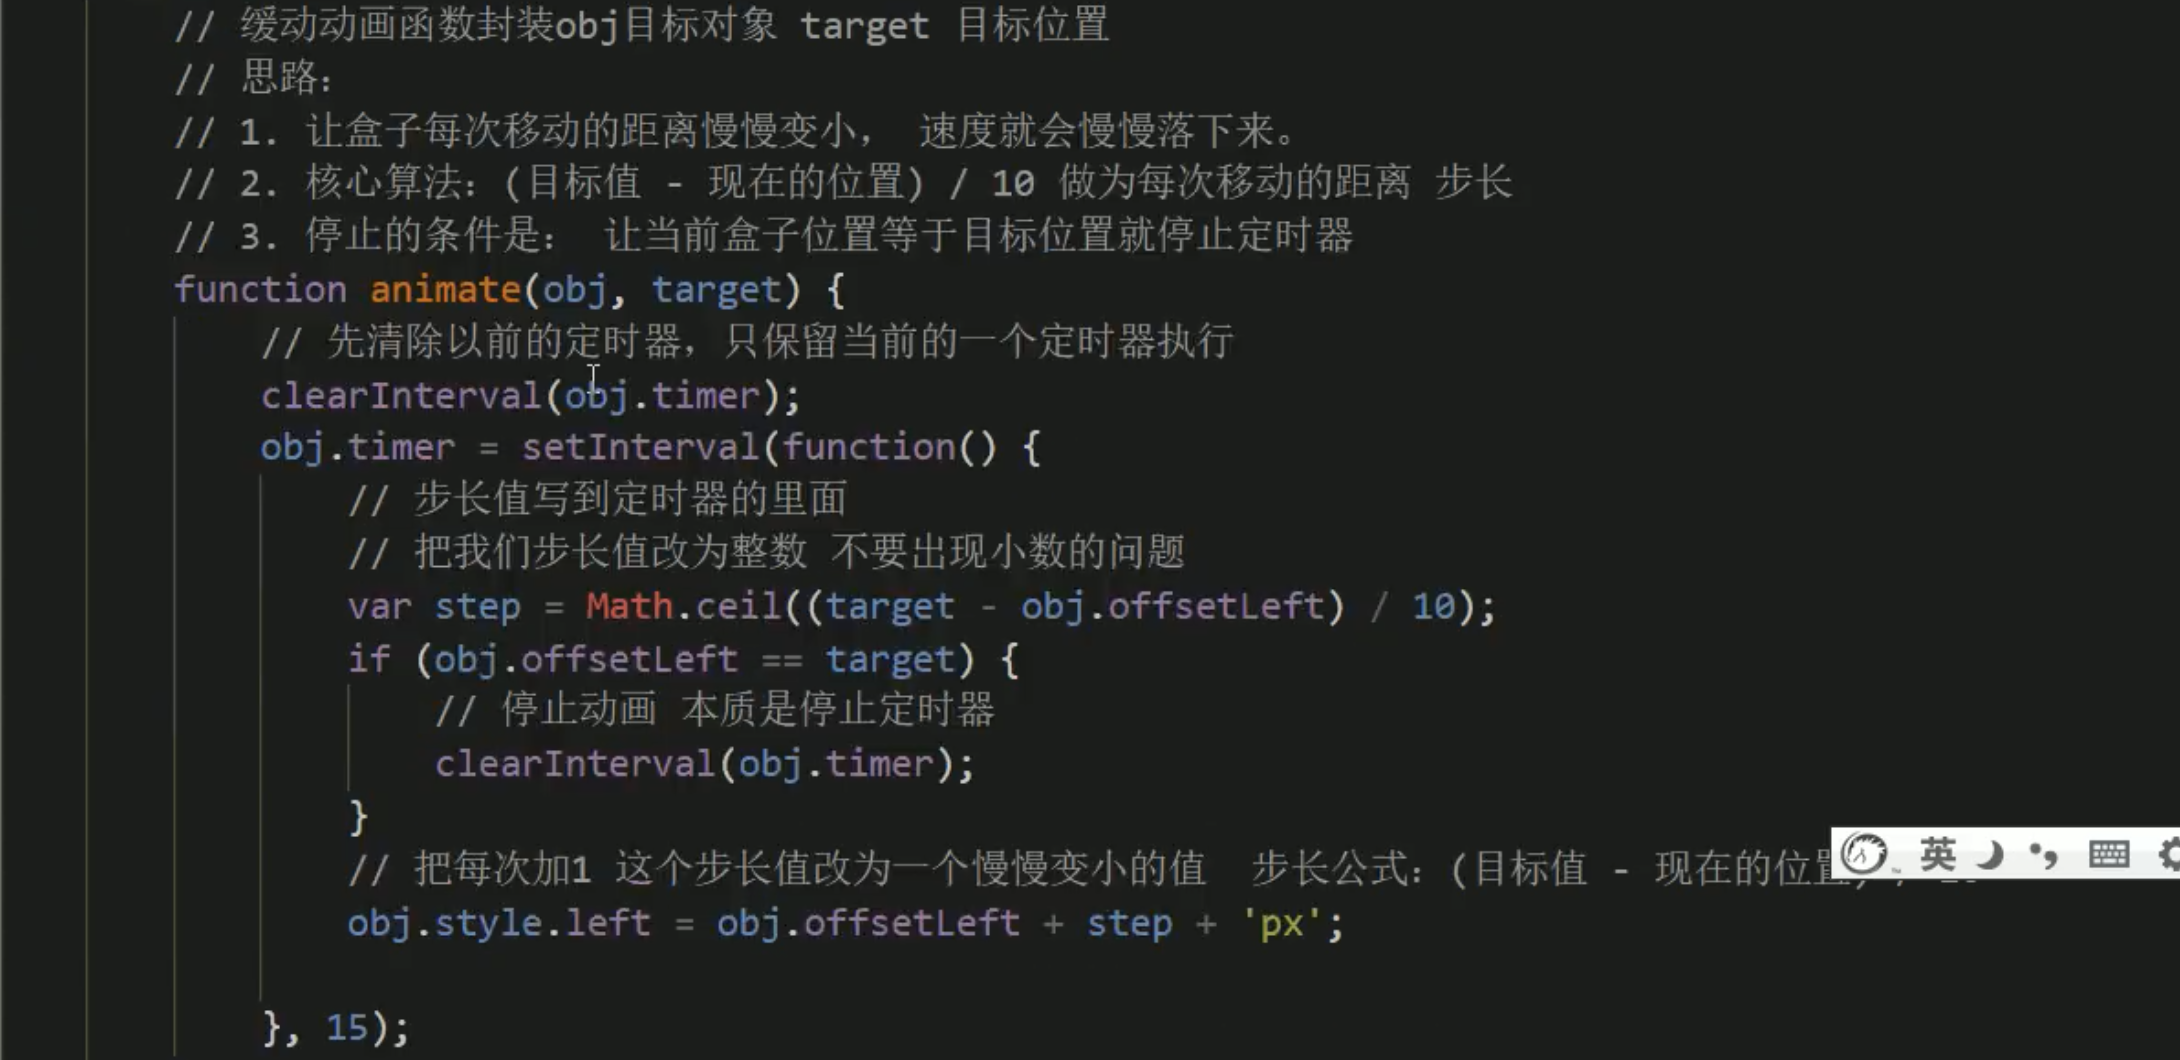 // 缓动动画函数封装obj目标对象 target 目标位置
// 思路：
// 1. 让盒子每次移动的距离慢慢变小， 速度就会慢慢落下来。
// 2. 核心算法：(目标值 - 现在的位置) / 10 做为每次移动的距离 步长
// 3. 停止的条件是： 让当前盒子位置等于目标位置就停止定时器
function animate(obj, target) {
// 先清除以前的定时器，只保留当前的一个定时器执行
clearInterval(obj.timer);
obj.timer = setInterval(function() {
// 步长值写到定时器的里面
// 把我们步长值改为整数 不要出现小数的问题
var step = Math.ceil((target - obj.offsetLeft) / 10);
if (obj.offsetLeft == target) {
// 停止动画 本质是停止定时器
clearInterval(obj.timer);
}
// 把每次加1 这个步长值改为一个慢慢变小的值 步长公式：(目标值 - 现在的位置
英
obj.style.left = obj.offsetLeft + step + 'px';
}, 15);